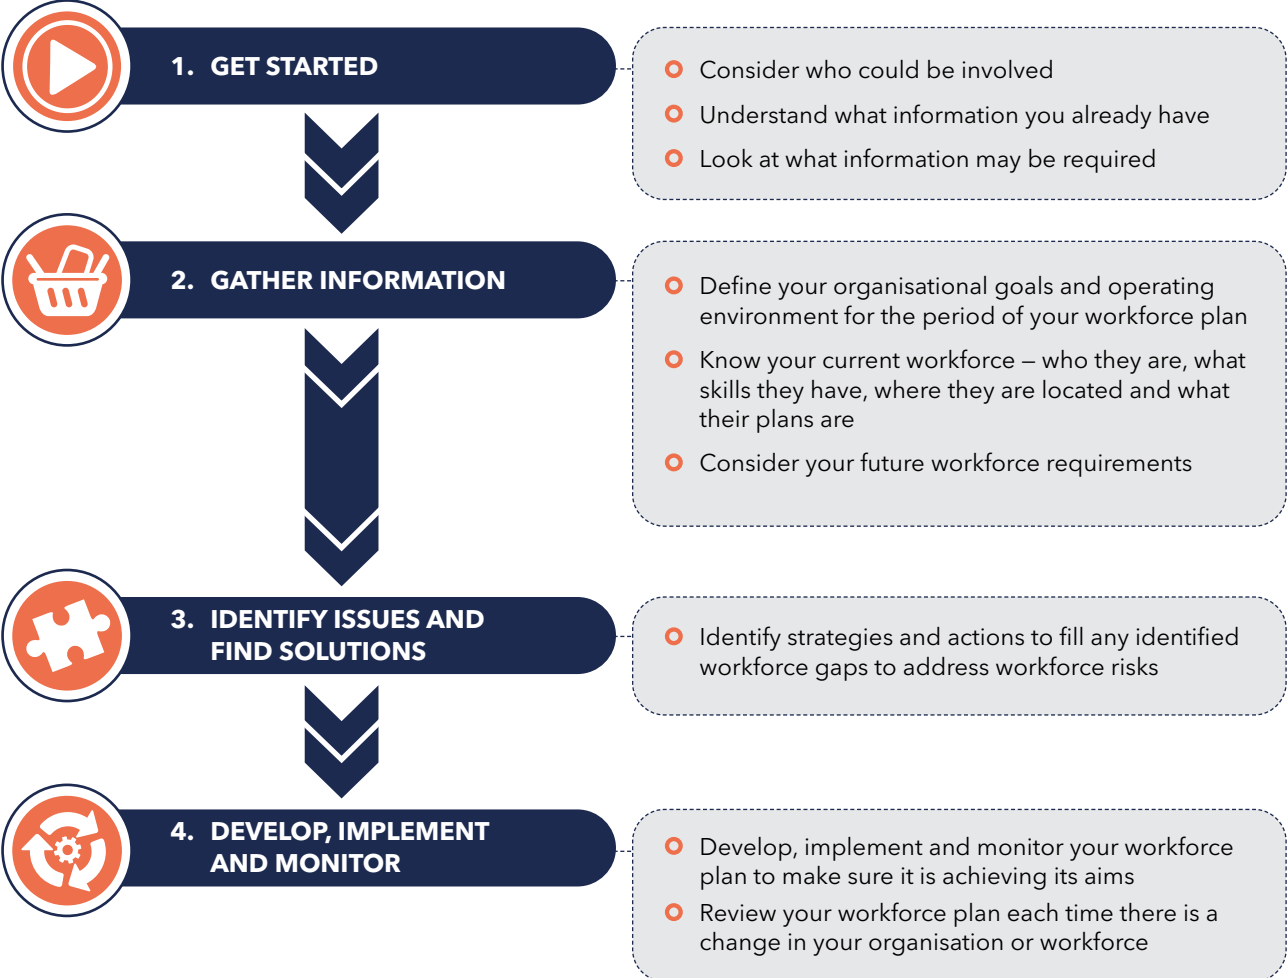 1. GET STARTED
Consider who could be involved
Understand what information you already have
Look at what information may be required
2. GATHER INFORMATION
Define your organisational goals and operating
environment for the period of your workforce plan
Know your current workforce – who they are, what
skills they have, where they are located and what
their plans are
Consider your future workforce requirements
3. IDENTIFY ISSUES AND
FIND SOLUTIONS
Identify strategies and actions to fill any identified
workforce gaps to address workforce risks
4. DEVELOP, IMPLEMENT
AND MONITOR
Develop, implement and monitor your workforce
plan to make sure it is achieving its aims
Review your workforce plan each time there is a
change in your organisation or workforce